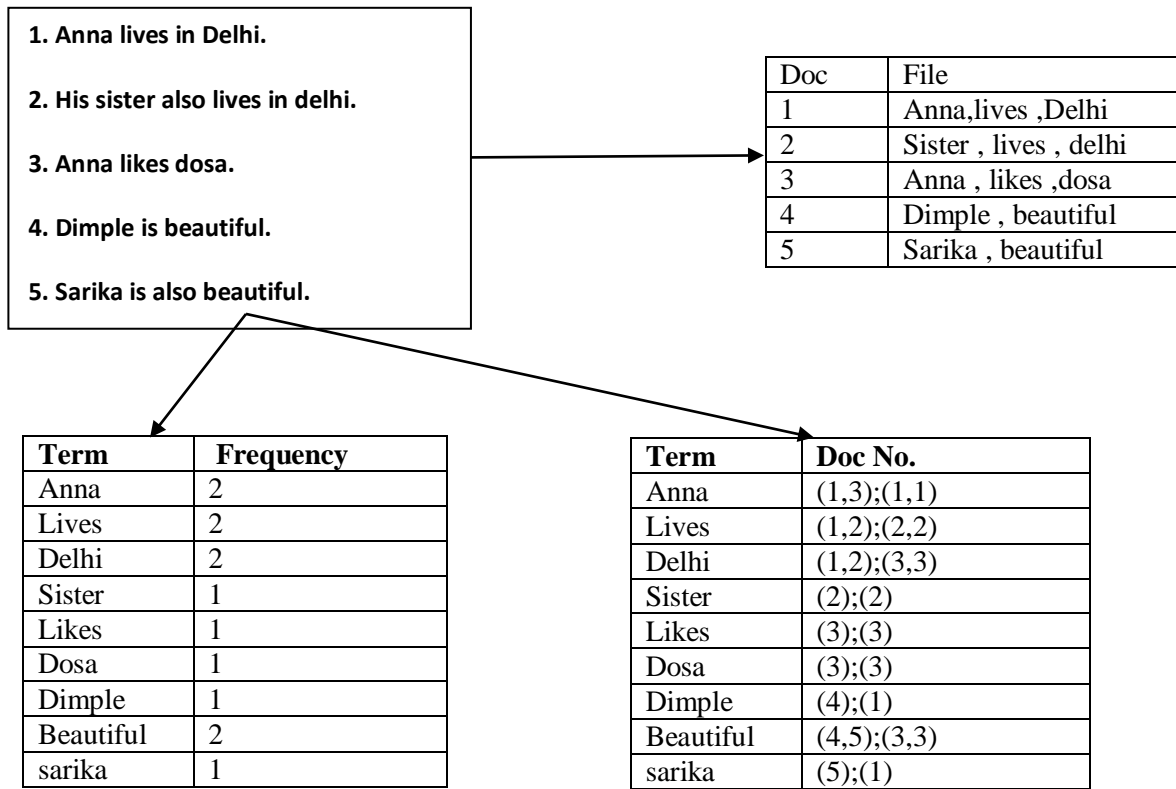 1. Anna lives in Delhi.
2. His sister also lives in delhi.
3. Anna likes dosa.
4. Dimple is beautiful.
5. Sarika is also beautiful.
Doc File
1 Anna,lives ,Delhi
2 Sister , lives , delhi
3 Anna , likes ,dosa
4 Dimple , beautiful
5 Sarika , beautiful
Term Frequency
Anna 2
Lives 2
Delhi 2
Sister 1
Likes 1
Dosa 1
Dimple 1
Beautiful 2
sarika 1
Term Doc No.
Anna (1,3);(1,1)
Lives (1,2);(2,2)
Delhi (1,2);(3,3)
Sister (2);(2)
Likes (3);(3)
Dosa (3);(3)
Dimple (4);(1)
Beautiful (4,5);(3,3)
sarika (5);(1)